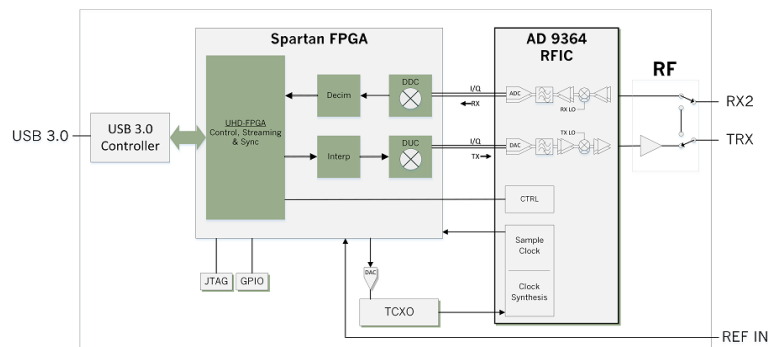 Spartan FPGA
AD 9364
RFIC
RF
USB 3.0
USB 3.0
Controller
UHD-FPGA
Control, Streaming
& Sync
Decim
DDC
I/Q
RX
ADC
RX LO
RX2
Interp
DUC
I/Q
TX
DAC
TX LO
TRX
CTRL
Sample
Clock
Clock
Synthesis
JTAG
GPIO
DAC
TCXO
REF IN